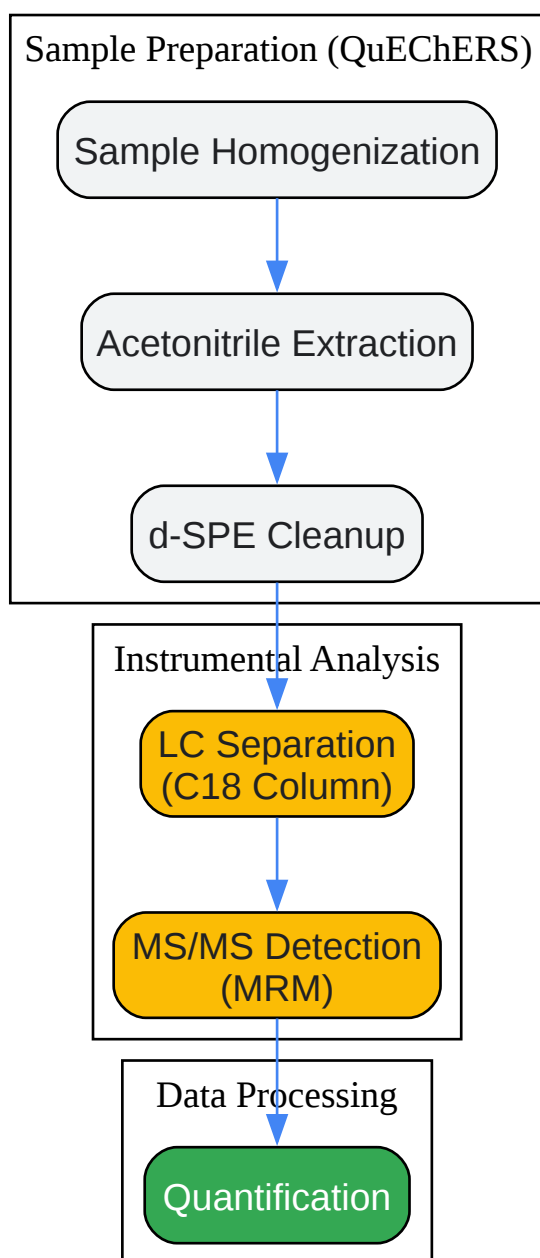 Sample Preparation (QuEChERS)
Sample Homogenization
Acetonitrile Extraction
d-SPE Cleanup
Instrumental Analysis
LC Separation
(C18 Column)
MS/MS Detection
(MRM)
Data Processing
Quantification